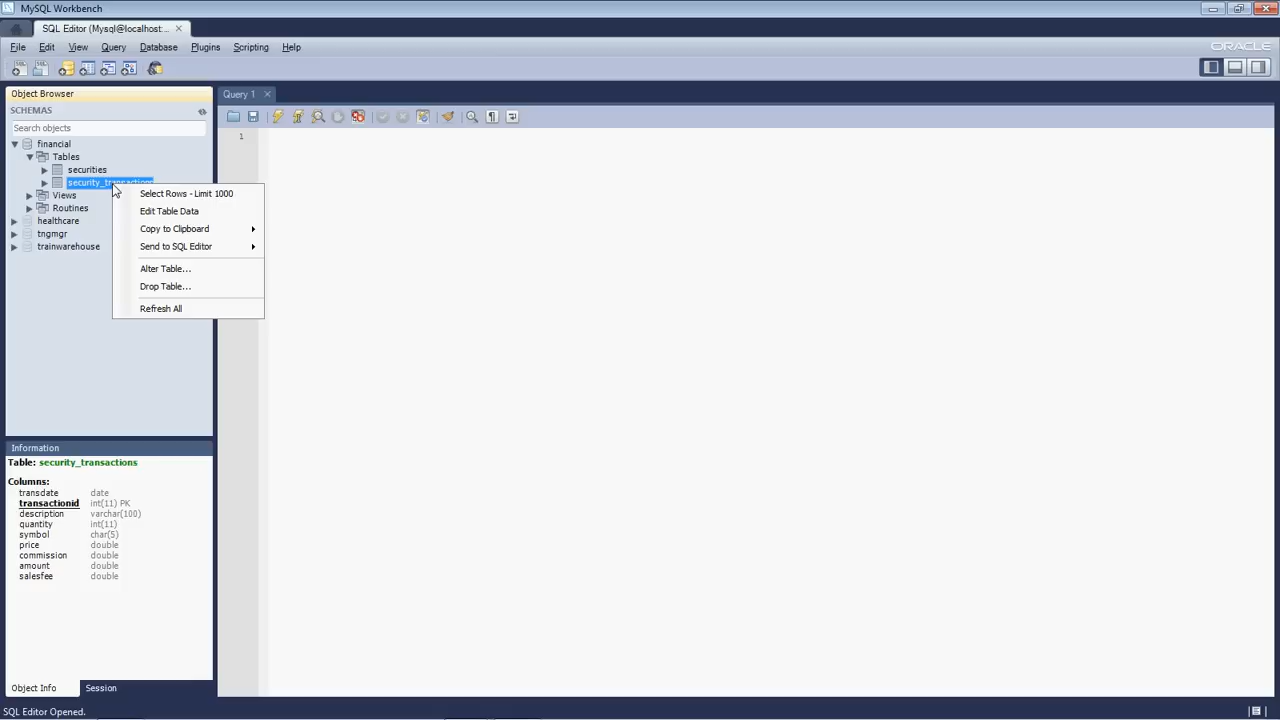 MySQL Workbench
SQL Editor (Mysql@localhost:...
File Edit View Query Database Plugins Scripting Help
ORACLE
Object Browser
SCHEMAS
Search objects
financial
Tables
securities
security_transactions
Views
Routines
healthcare
tngmgr
trainwarehouse
Query 1
1
Select Rows - Limit 1000
Edit Table Data
Copy to Clipboard
Send to SQL Editor
Alter Table...
Drop Table...
Refresh All
Information
Table: security_transactions
Columns:
transdate date
transactionid int(11) PK
description varchar(100)
quantity int(11)
symbol char(5)
price double
commission double
amount double
salesfee double
Object Info Session
SQL Editor Opened.